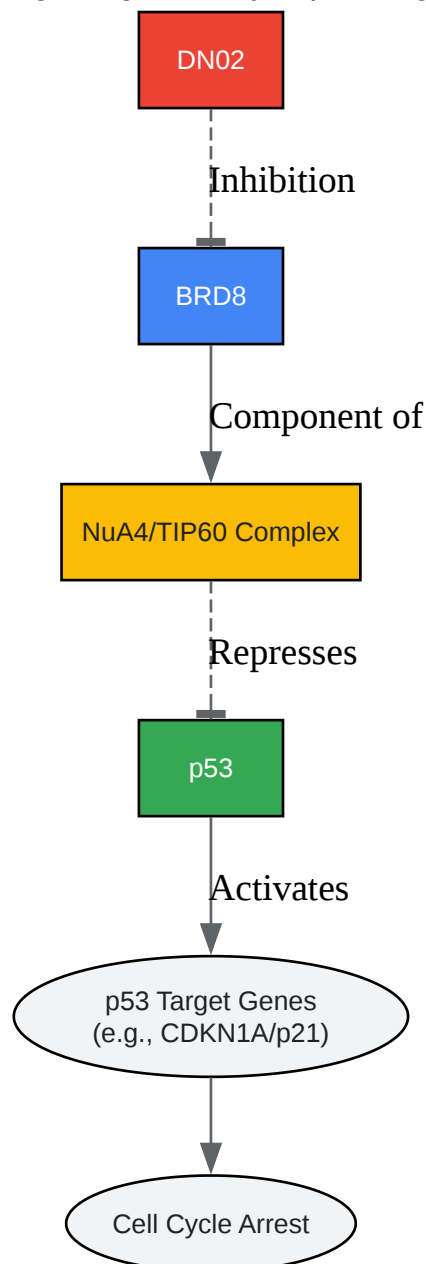 DN02
Inhibition
BRD8
Component of
NuA4/TIP60 Complex
Represses
p53
Activates
p53 Target Genes
(e.g., CDKN1A/p21)
Cell Cycle Arrest